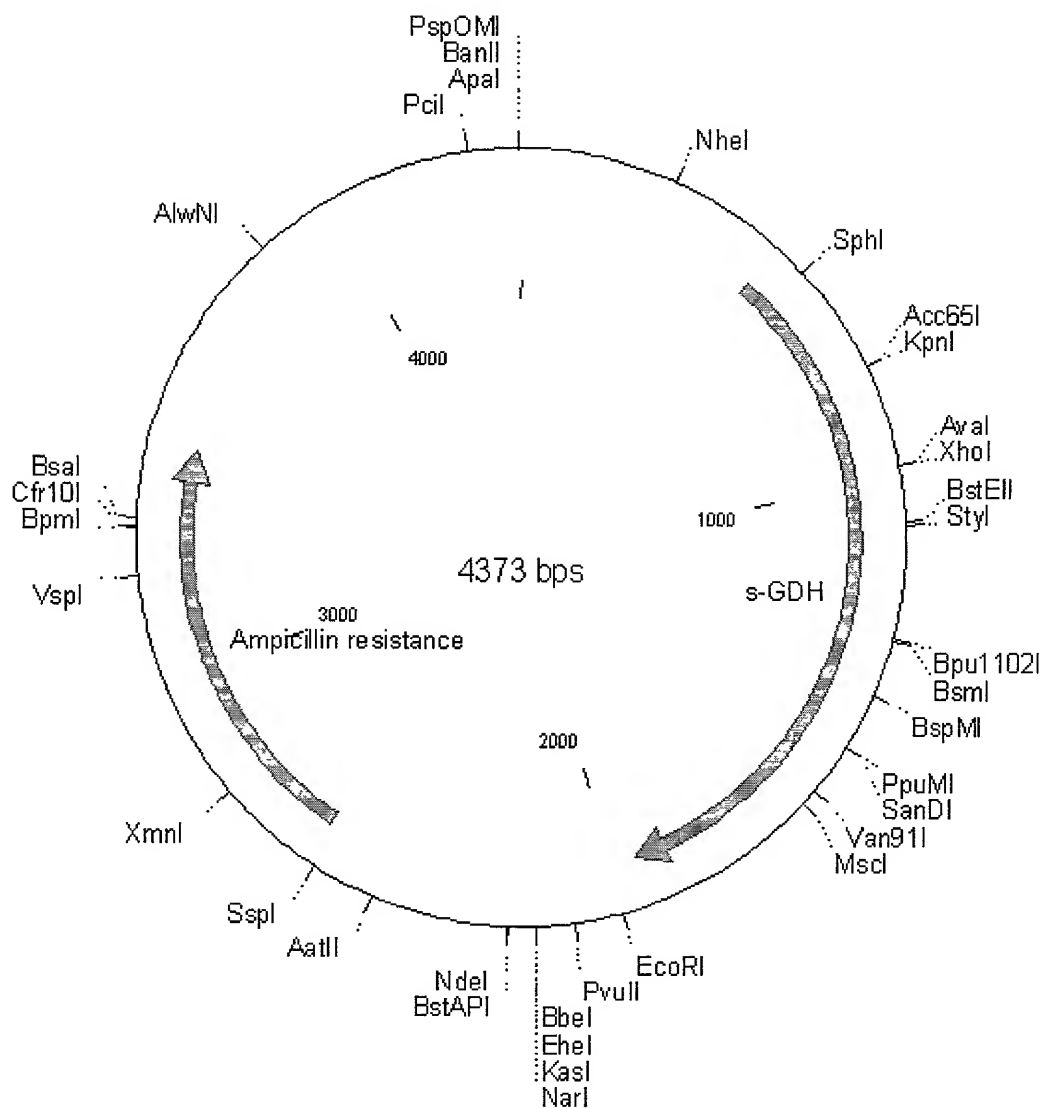 PspOMI
BanII
ApaI
PciI
NheI
AlwNI
SphI
Acc65I
KpnI
4000
AvaI
XhoI
BsaI
Cfr10I
BpmI
BstEII
StyI
1000
4373 bps
VspI
s-GDH
3000
Ampicillin resistance
Bpu1102I
BsmI
BspMI
2000
PpuMI
SanDI
Van91I
MscI
XmnI
SspI
AatII
EcoRI
NdeI
BstAPI
PvuII
BbeI
EheI
KasI
NarI